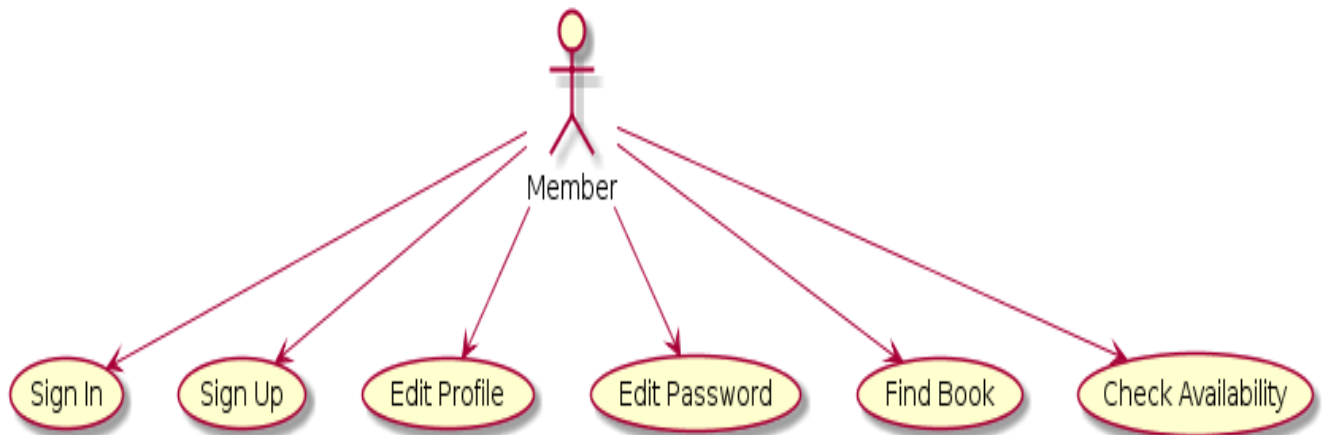 Member
Sign In
Sign Up
Edit Profile
Edit Password
Find Book
Check Availability